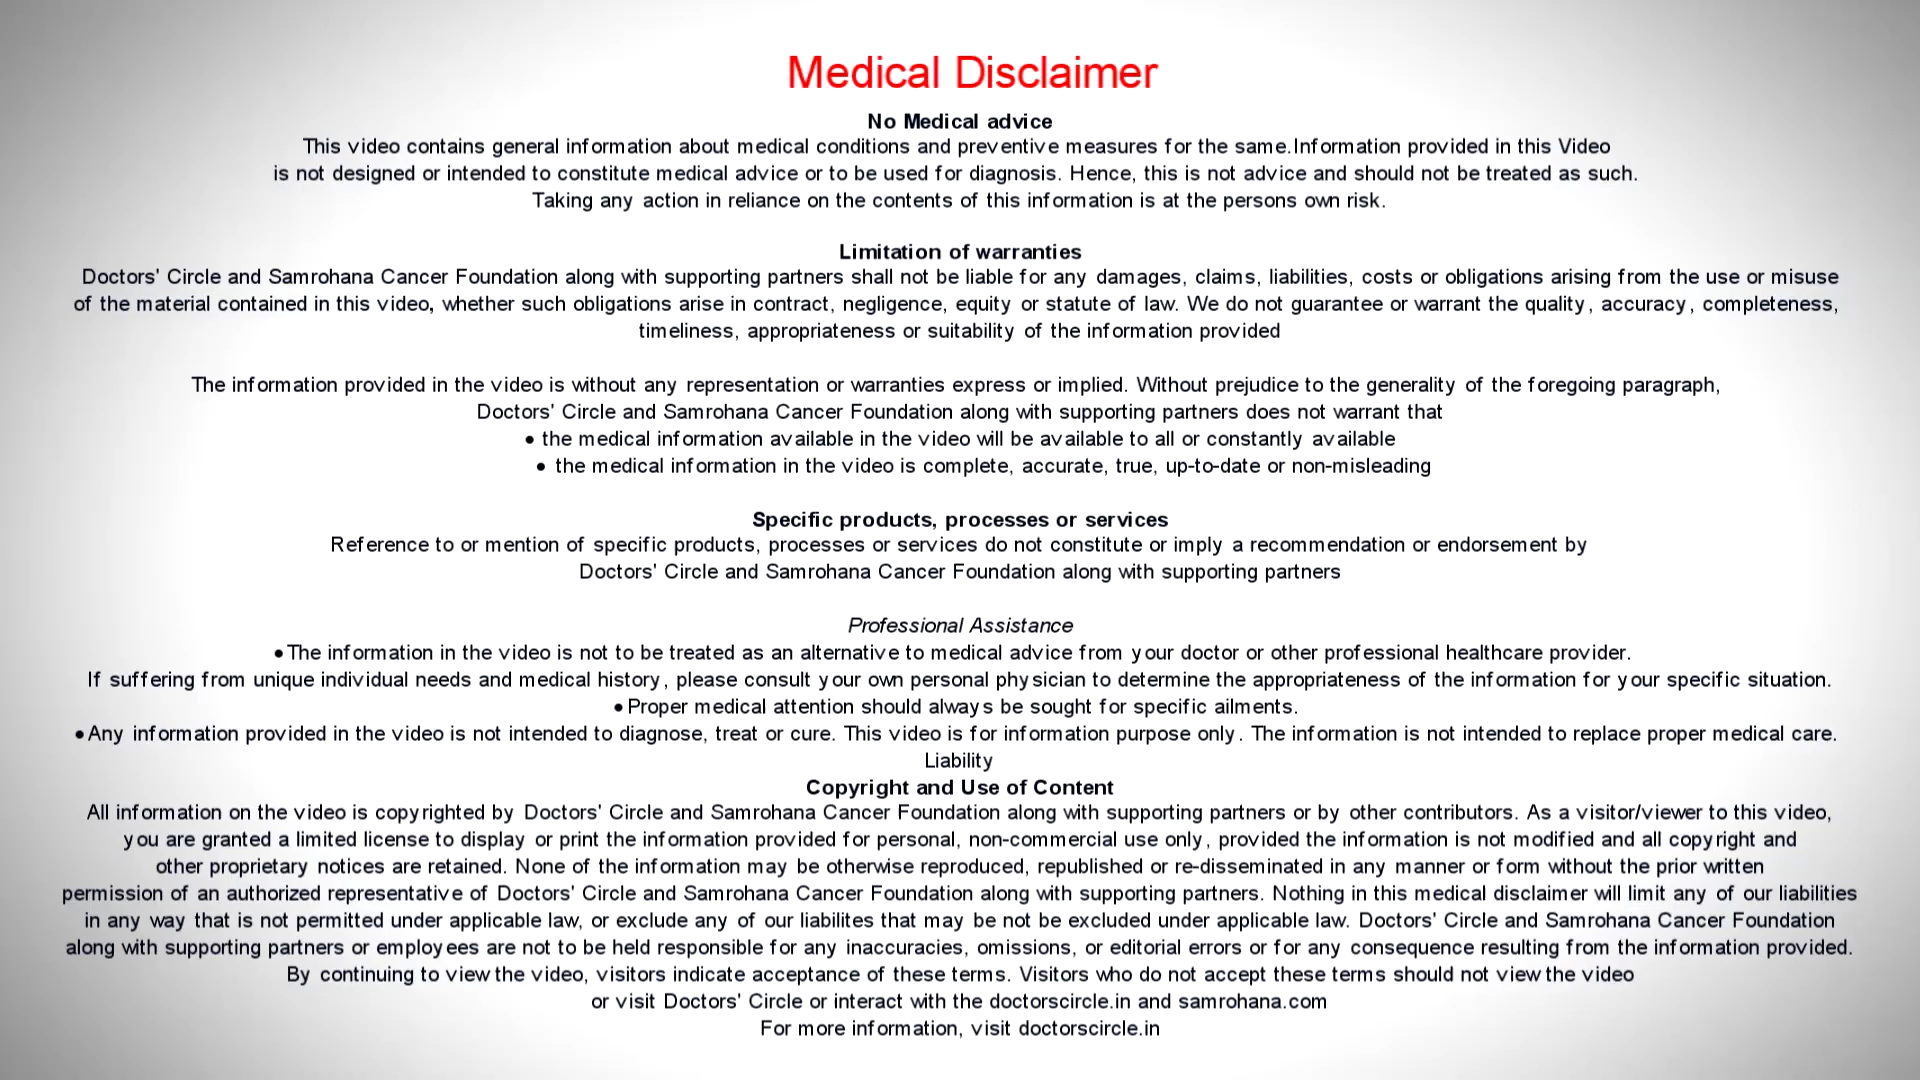 Medical Disclaimer
No Medical advice
This video contains general information about medical conditions and preventive measures for the same.Information provided in this Video
is not designed or intended to constitute medical advice or to be used for diagnosis. Hence, this is not advice and should not be treated as such.
Taking any action in reliance on the contents of this information is at the persons own risk.
Limitation of warranties
Doctors' Circle and Samrohana Cancer Foundation along with supporting partners shall not be liable for any damages, claims, liabilities, costs or obligations arising from the use or misuse
of the material contained in this video, whether such obligations arise in contract, negligence, equity or statute of law. We do not guarantee or warrant the quality, accuracy, completeness,
timeliness, appropriateness or suitability of the information provided
The information provided in the video is without any representation or warranties express or implied. Without prejudice to the generality of the foregoing paragraph,
Doctors' Circle and Samrohana Cancer Foundation along with supporting partners does not warrant that
• the medical information available in the video will be available to all or constantly available
• the medical information in the video is complete, accurate, true, up-to-date or non-misleading
Specific products, processes or services
Reference to or mention of specific products, processes or services do not constitute or imply a recommendation or endorsement by
Doctors' Circle and Samrohana Cancer Foundation along with supporting partners
Professional Assistance
•The information in the video is not to be treated as an alternative to medical advice from your doctor or other professional healthcare provider.
If suffering from unique individual needs and medical history, please consult your own personal physician to determine the appropriateness of the information for your specific situation.
•Proper medical attention should always be sought for specific ailments.
•Any information provided in the video is not intended to diagnose, treat or cure. This video is for information purpose only. The information is not intended to replace proper medical care.
Liability
Copyright and Use of Content
All information on the video is copyrighted by Doctors' Circle and Samrohana Cancer Foundation along with supporting partners or by other contributors. As a visitor/viewer to this video,
you are granted a limited license to display or print the information provided for personal, non-commercial use only, provided the information is not modified and all copyright and
other proprietary notices are retained. None of the information may be otherwise reproduced, republished or re-disseminated in any manner or form without the prior written
permission of an authorized representative of Doctors' Circle and Samrohana Cancer Foundation along with supporting partners. Nothing in this medical disclaimer will limit any of our liabilities
in any way that is not permitted under applicable law, or exclude any of our liabilites that may be not be excluded under applicable law. Doctors' Circle and Samrohana Cancer Foundation
along with supporting partners or employees are not to be held responsible for any inaccuracies, omissions, or editorial errors or for any consequence resulting from the information provided.
By continuing to view the video, visitors indicate acceptance of these terms. Visitors who do not accept these terms should not view the video
or visit Doctors' Circle or interact with the doctorscircle.in and samrohana.com
For more information, visit doctorscircle.in